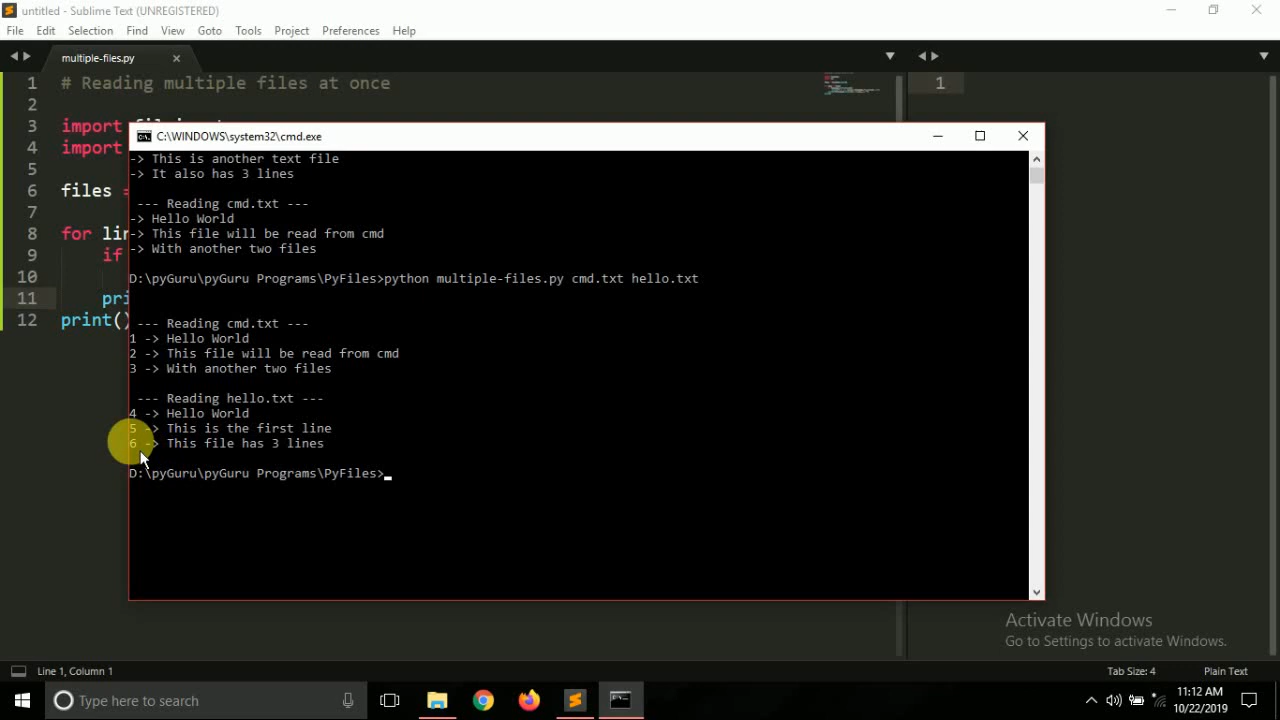 untitled - Sublime Text (UNREGISTERED)
File Edit Selection Find View Goto Tools Project Preferences Help
multiple-files.py
1 # Reading multiple files at once 1
2
3 import
4 import
5
6 files =
7
8 for
9 if
10
11
12 print()
C:\WINDOWS\system32\cmd.exe
-> This is another text file
-> It also has 3 lines
--- Reading cmd.txt ---
-> Hello World
-> This file will be read from cmd
-> With another two files
D:\pyGuru\pyGuru Programs\PyFiles>python multiple-files.py cmd.txt hello.txt
--- Reading cmd.txt ---
1 -> Hello World
2 -> This file will be read from cmd
3 -> With another two files
--- Reading hello.txt ---
4 -> Hello World
5 -> This is the first line
6 -> This file has 3 lines
D:\pyGuru\pyGuru Programs\PyFiles>
Activate Windows
Go to Settings to activate Windows.
Line 1, Column 1 Tab Size: 4 Plain Text
Type here to search
11:12 AM
10/22/2019